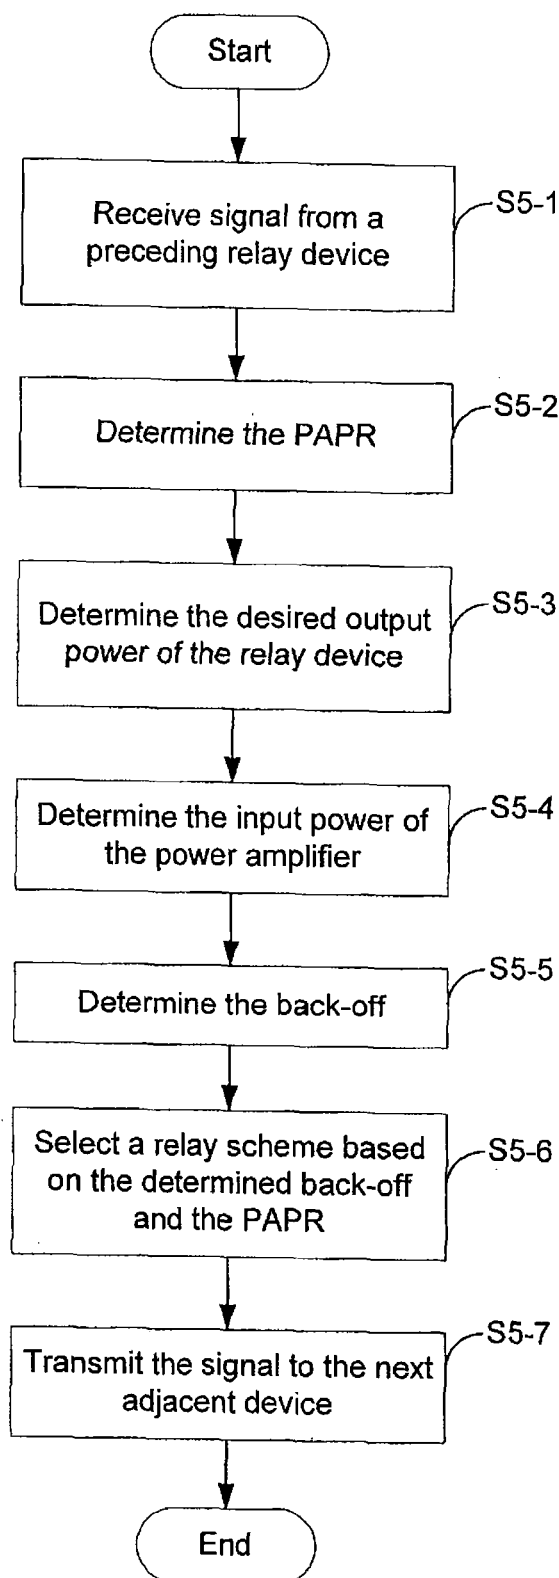 Start
Receive signal from a
preceding relay device
S5-1
Determine the PAPR
S5-2
Determine the desired output
power of the relay device
S5-3
Determine the input power of
the power amplifier
S5-4
Determine the back-off
S5-5
Select a relay scheme based
on the determined back-off
and the PAPR
S5-6
Transmit the signal to the next
adjacent device
S5-7
End